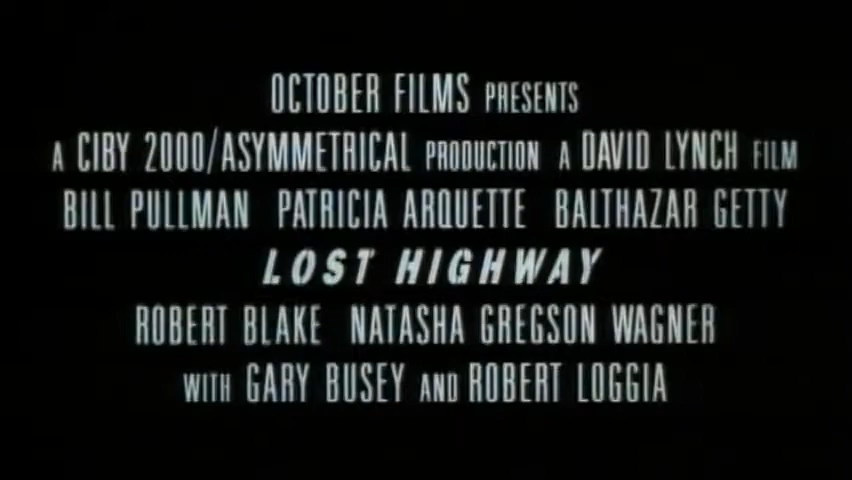 OCTOBER FILMS PRESENTS
A CIBY 2000/ASYMMETRICAL PRODUCTION A DAVID LYNCH FILM
BILL PULLMAN PATRICIA ARQUETTE BALTHAZAR GETTY
LOST HIGHWAY
ROBERT BLAKE NATASHA GREGSON WAGNER
WITH GARY BUSEY AND ROBERT LOGGIA